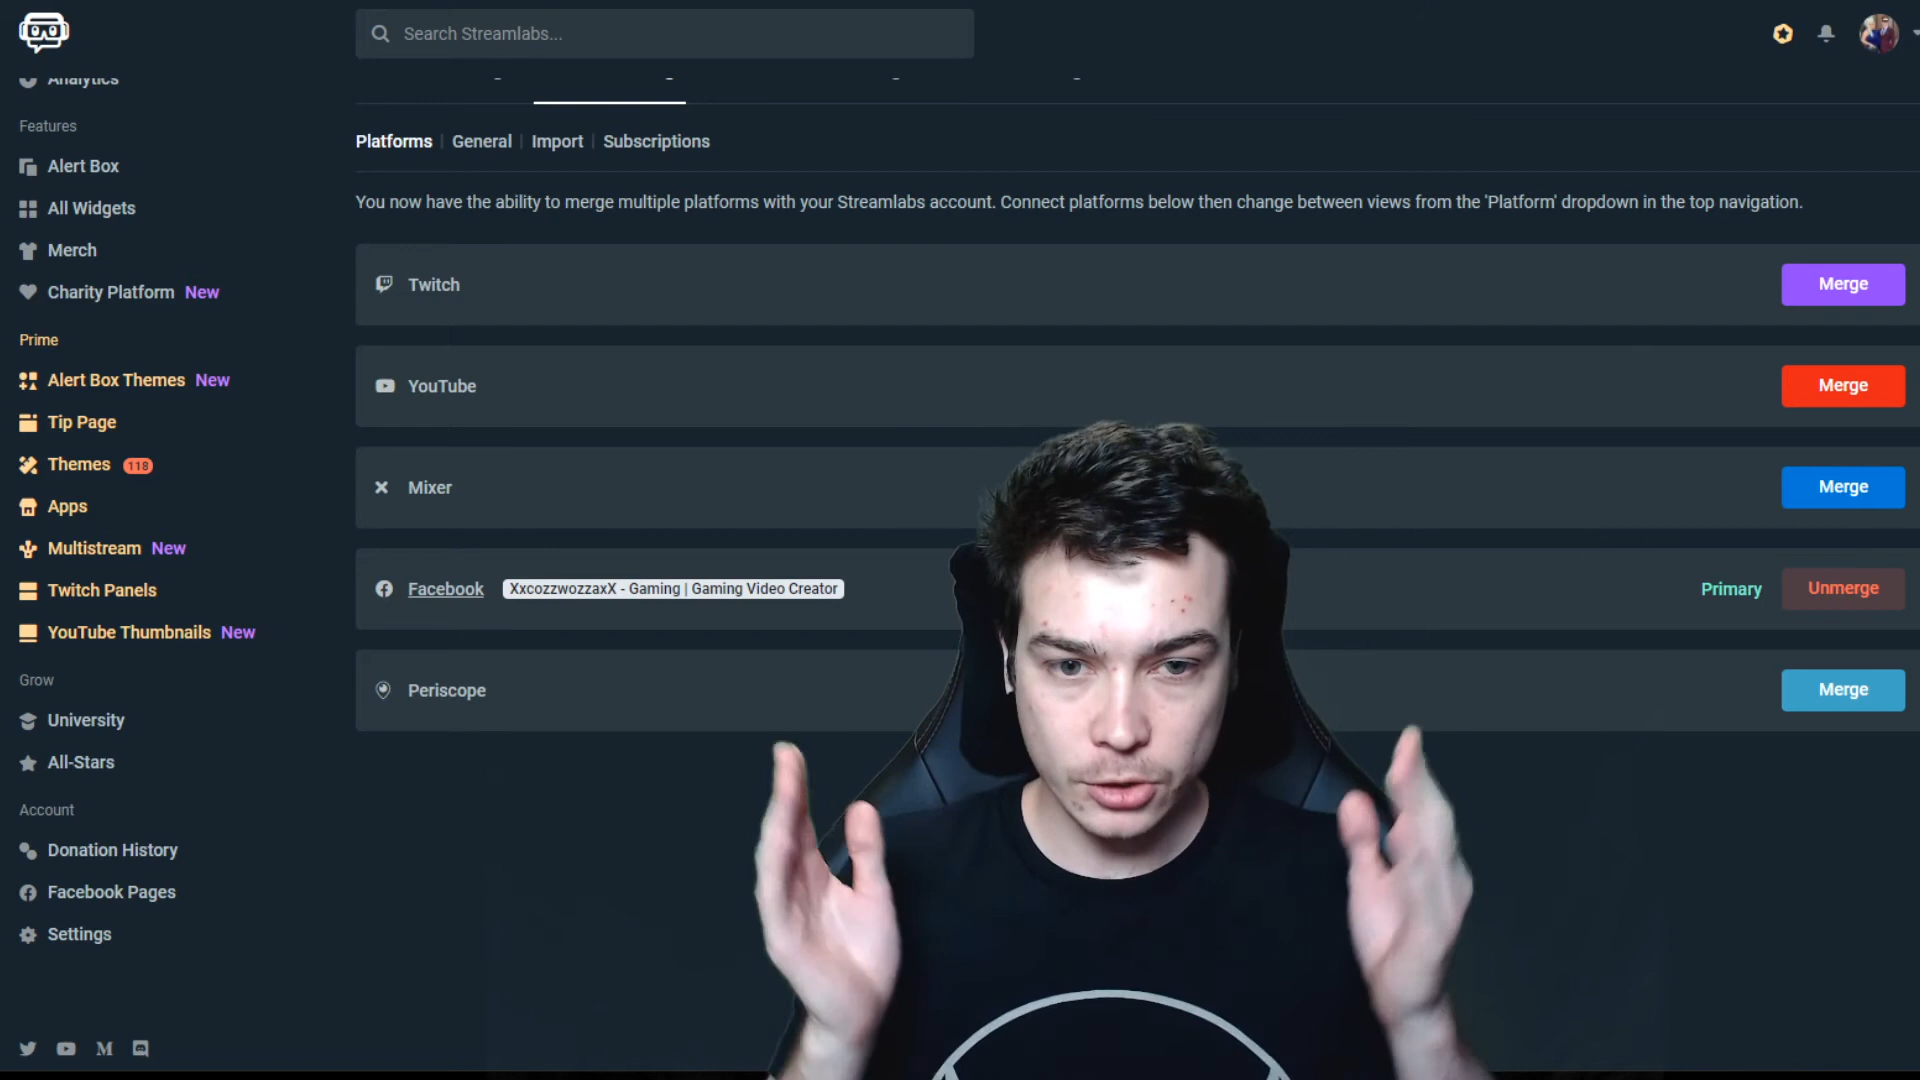 Search Streamlabs...
Analytics
Features
Alert Box
All Widgets
Merch
Charity Platform New
Prime
Alert Box Themes New
Tip Page
Themes 118
Apps
Multistream New
Twitch Panels
YouTube Thumbnails New
Grow
University
All-Stars
Account
Donation History
Facebook Pages
Settings
Platforms | General | Import | Subscriptions
You now have the ability to merge multiple platforms with your Streamlabs account. Connect platforms below then change between views from the 'Platform' dropdown in the top navigation.
Twitch Merge
YouTube Merge
Mixer Merge
Facebook XxcozzwozzaxX - Gaming | Gaming Video Creator Primary Unmerge
Periscope Merge